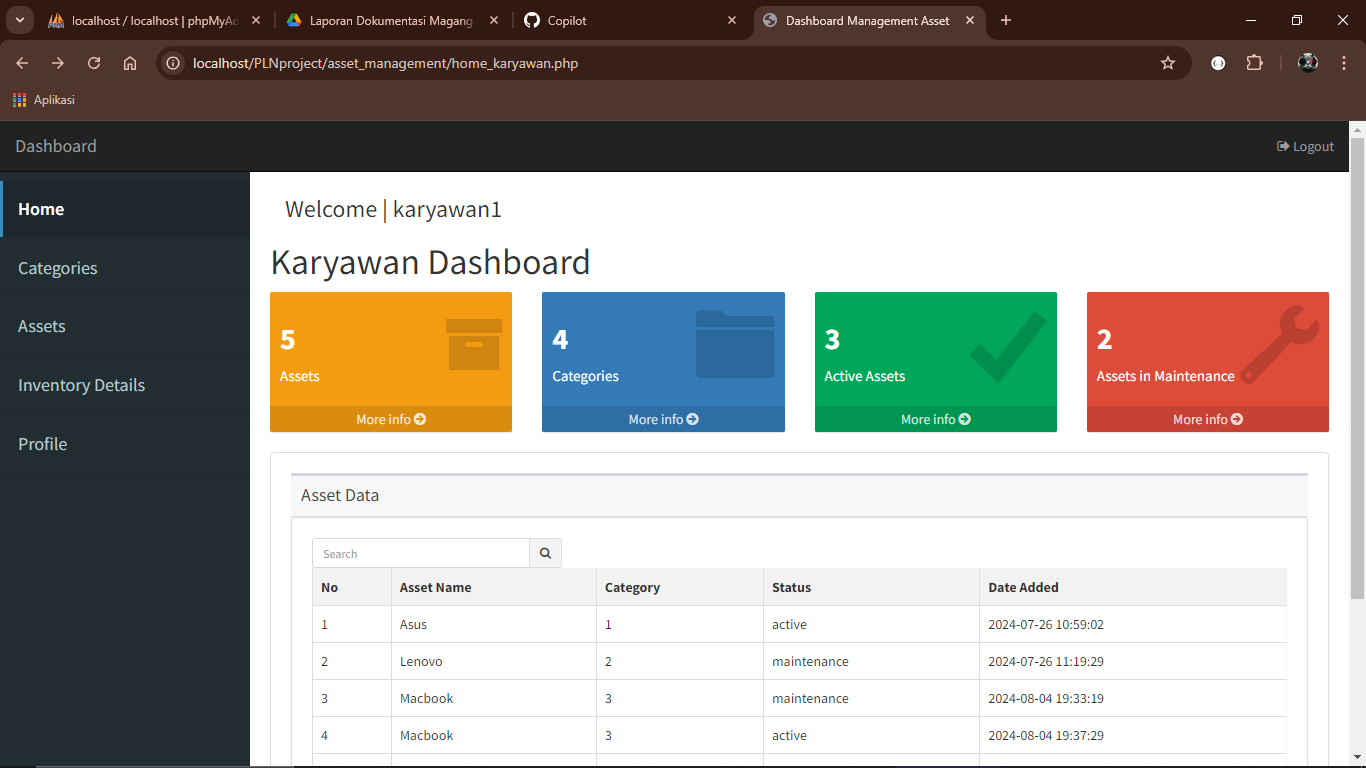 localhost / localhost | phpMyAd
Laporan Dokumentasi Magang
Copilot
Dashboard Management Asset
localhost/PLNproject/asset_management/home_karyawan.php
Aplikasi
Dashboard
Logout
Home
Categories
Assets
Inventory Details
Profile
Welcome | karyawan1
Karyawan Dashboard
5
Assets
More info
4
Categories
More info
3
Active Assets
More info
2
Assets in Maintenance
More info
Asset Data
Search
No Asset Name Category Status Date Added
1 Asus 1 active 2024-07-26 10:59:02
2 Lenovo 2 maintenance 2024-07-26 11:19:29
3 Macbook 3 maintenance 2024-08-04 19:33:19
4 Macbook 3 active 2024-08-04 19:37:29